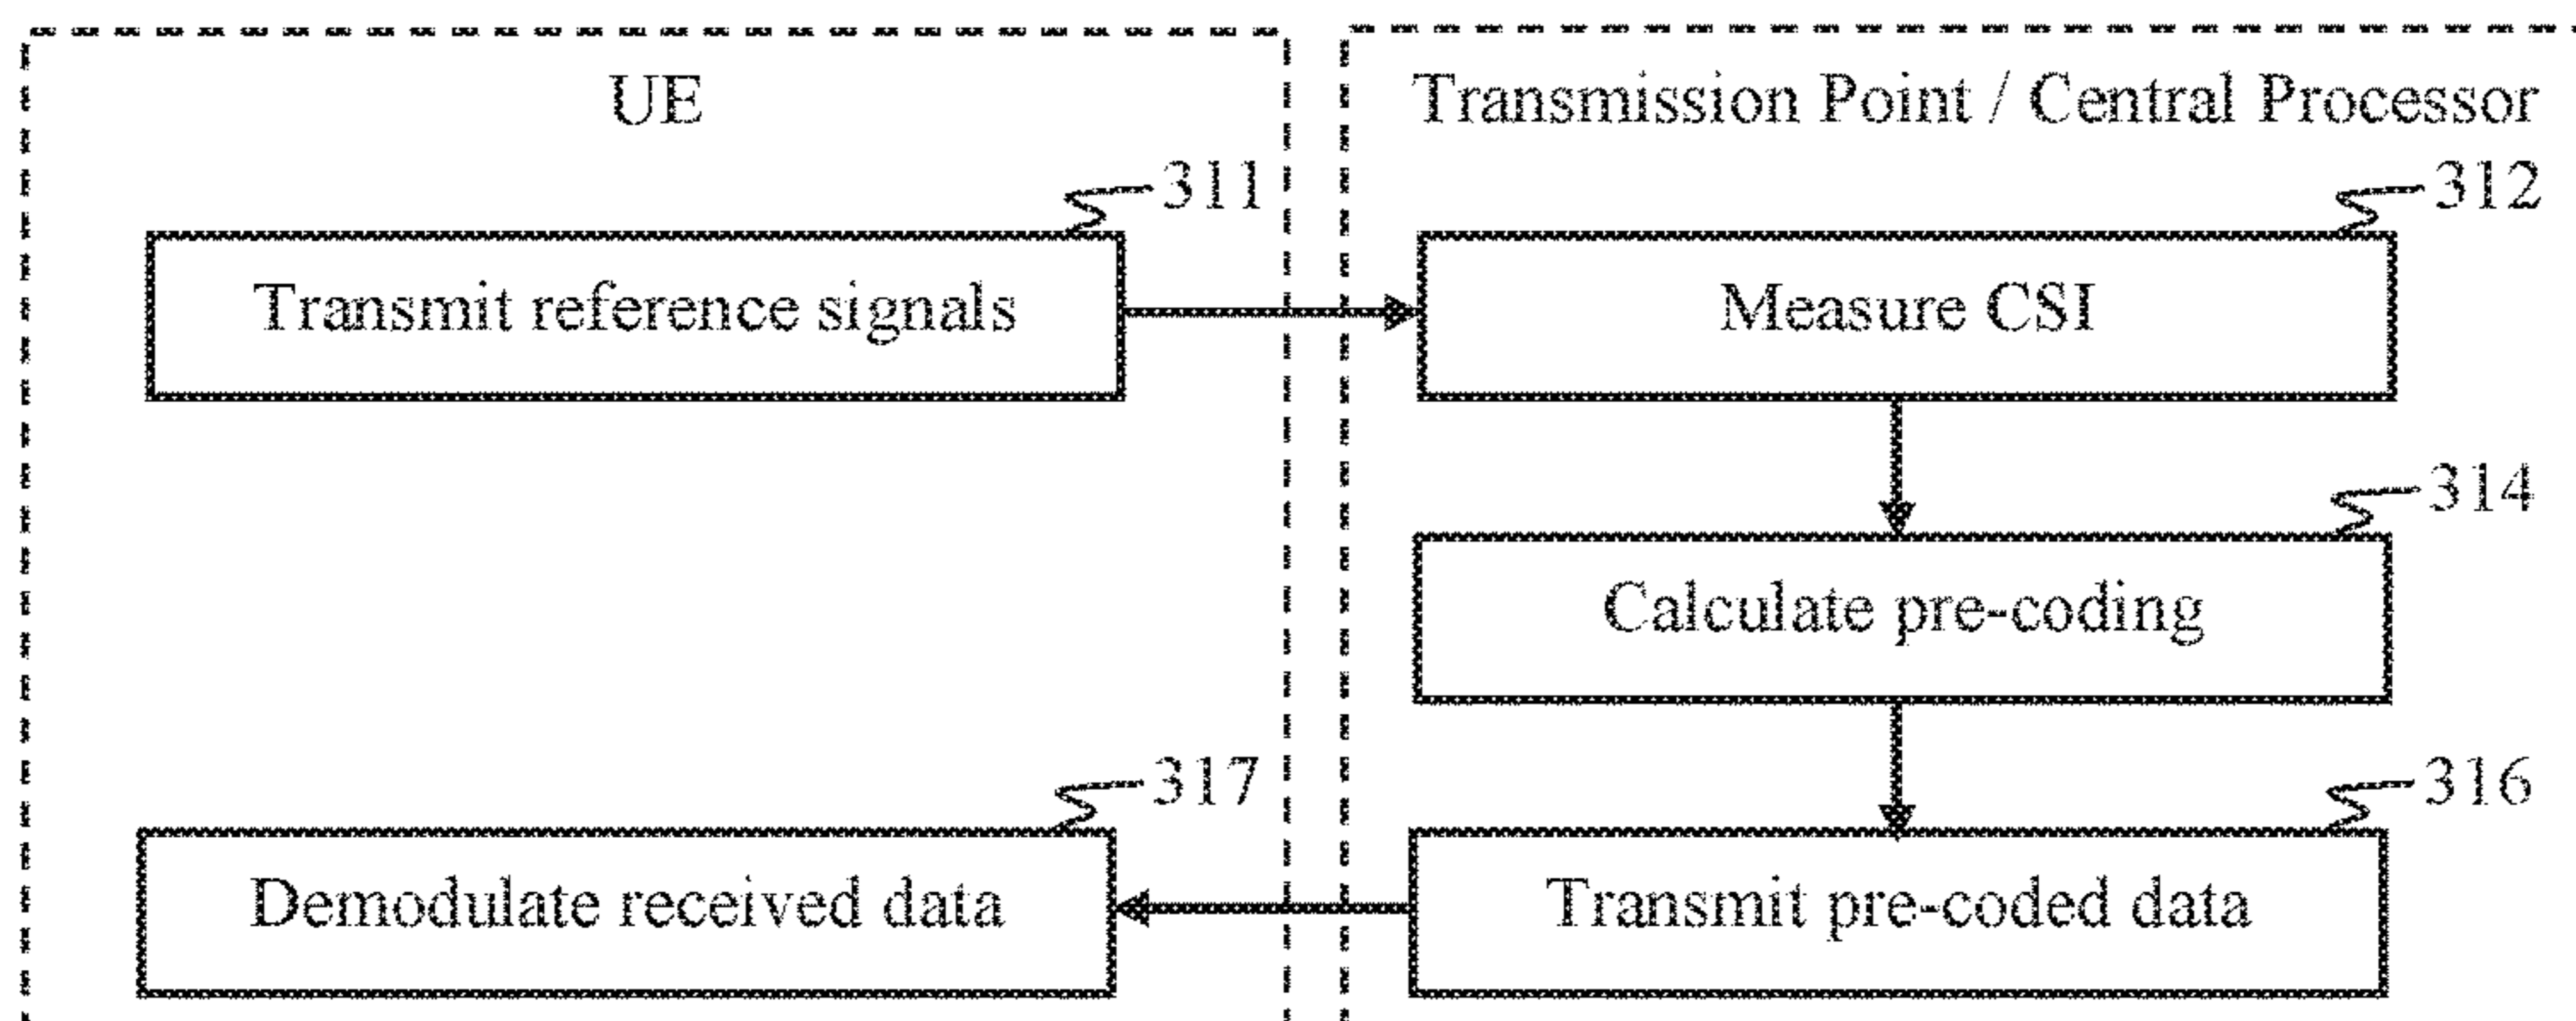 UE
Transmission Point / Central Processor
311
312
Transmit reference signals
Measure CSI
314
Calculate pre-coding
317
316
Demodulate received data
Transmit pre-coded data